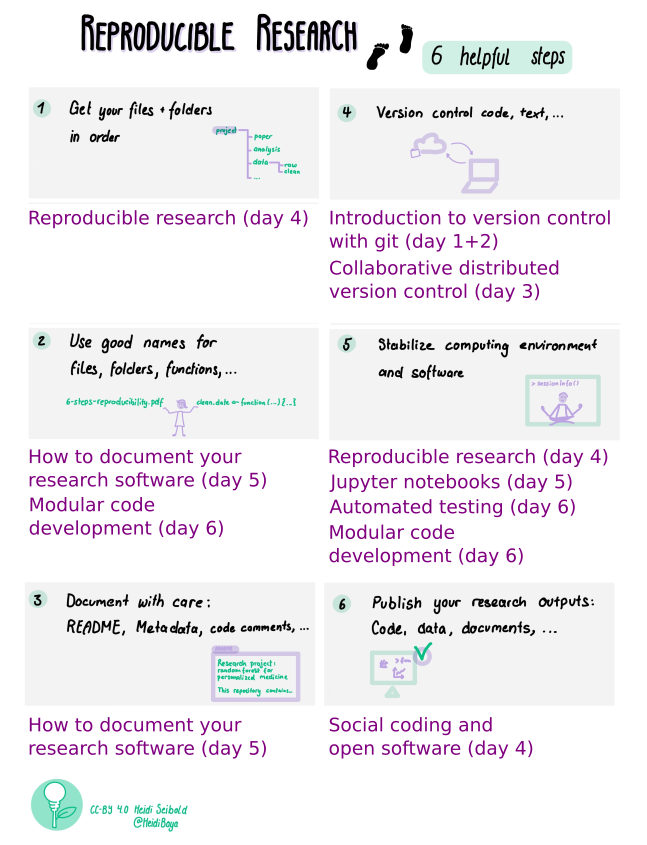 REPRODUCIBLE RESEARCH
6 helpful steps
1 Get your files + folders
in order
project
paper
analysis
data
raw
clean
...
Reproducible research (day 4)
2 Use good names for
files, folders, functions,...
6-steps-reproducibility.pdf
clean_data <- function(...) {...}
How to document your
research software (day 5)
Modular code
development (day 6)
3 Document with care:
README, Metadata, code comments, ...
Research project:
random forest for
personalized medicine
This repository contains...
How to document your
research software (day 5)
4 Version control code, text,...
Introduction to version control
with git (day 1+2)
Collaborative distributed
version control (day 3)
5 Stabilize computing environment
and software
> sessionInfo()
Reproducible research (day 4)
Jupyter notebooks (day 5)
Automated testing (day 6)
Modular code
development (day 6)
6 Publish your research outputs:
Code, data, documents, ...
Social coding and
open software (day 4)
CC-BY 4.0 Heidi Seibold
@HeidiBaya